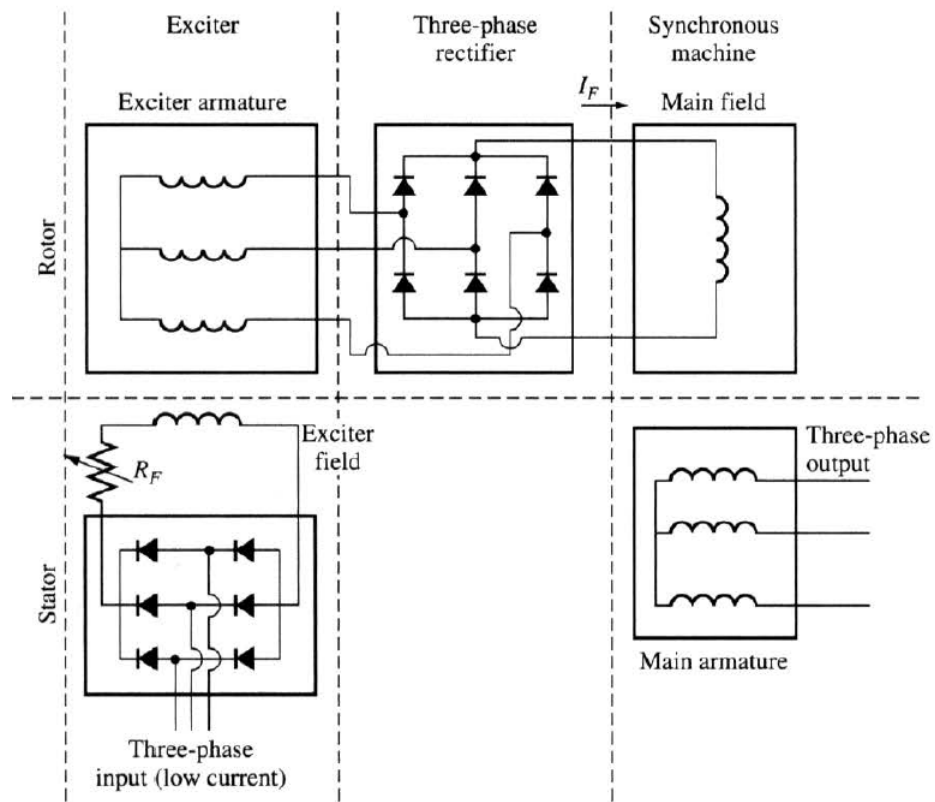 Exciter
Three-phase
rectifier
Synchronous
machine
Exciter armature
I_F
Main field
Rotor
Exciter
field
R_F
Three-phase
output
Stator
Main armature
Three-phase
input (low current)